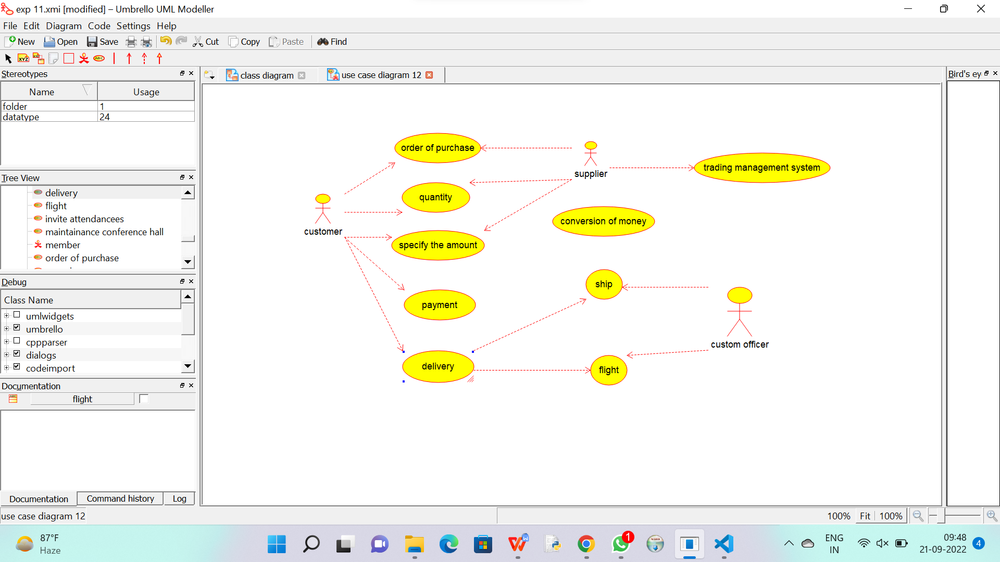 exp 11.xmi [modified] – Umbrello UML Modeller
File Edit Diagram Code Settings Help
New Open Save Cut Copy Paste Find
XYZ XYZ ABC
Stereotypes
Name Usage
folder 1
datatype 24
Tree View
delivery
flight
invite attendancees
maintainance conference hall
member
order of purchase
Debug
Class Name
umlwidgets
umbrello
cppparser
dialogs
codeimport
Documentation
flight
Documentation Command history Log
class diagram use case diagram 12
Bird's ey
order of purchase
supplier
trading management system
quantity
customer
conversion of money
specify the amount
ship
payment
custom officer
delivery
flight
use case diagram 12
100% Fit 100%
87°F
Haze
1
ENG
IN
09:48
21-09-2022
4